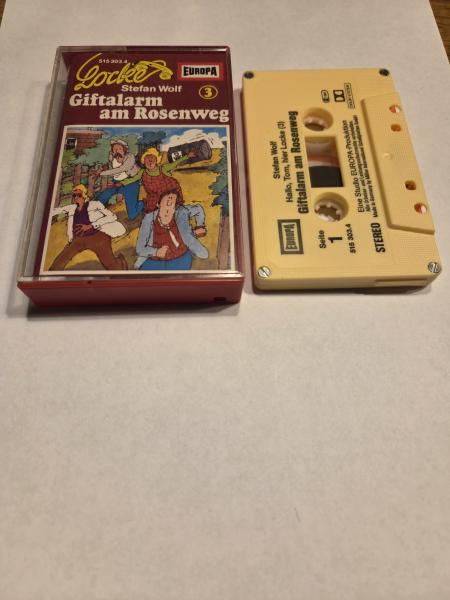 515 303.4
Locke
EUROPA
Stefan Wolf
3
Giftalarm
am Rosenweg
EUROPA
Stefan Wolf
Hallo, Tom, hier Locke (3)
Giftalarm am Rosenweg
Seite
1
515 303.4
Eine Studio EUROPA-Produktion
STEREO